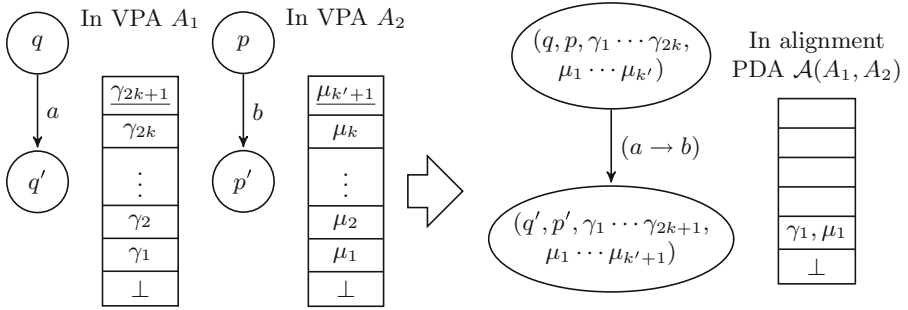 In VPA A₁
In VPA A₂
q
a
q′
γ₂ₖ₊₁
γ₂ₖ
⋮
γ₂
γ₁
⊥
p
b
p′
μₖ′₊₁
μₖ
⋮
μ₂
μ₁
⊥
(q, p, γ₁ ⋯ γ₂ₖ,
μ₁ ⋯ μₖ′)
(a → b)
(q′, p′, γ₁ ⋯ γ₂ₖ₊₁,
μ₁ ⋯ μₖ′₊₁)
In alignment
PDA 𝒜(A₁, A₂)
γ₁, μ₁
⊥